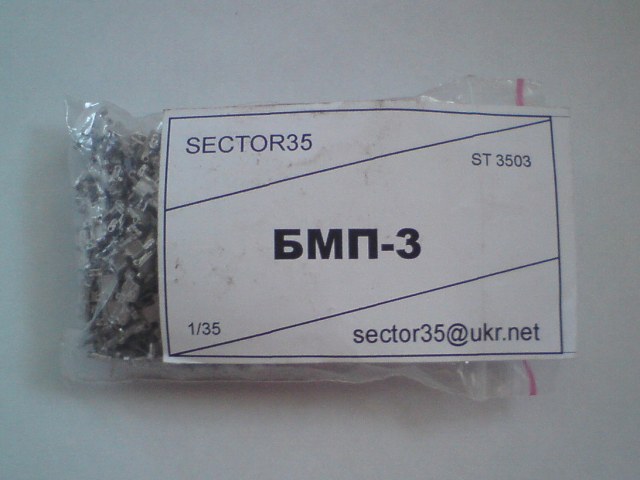 SECTOR35
ST 3503
БМП-3
1/35
sector35@ukr.net